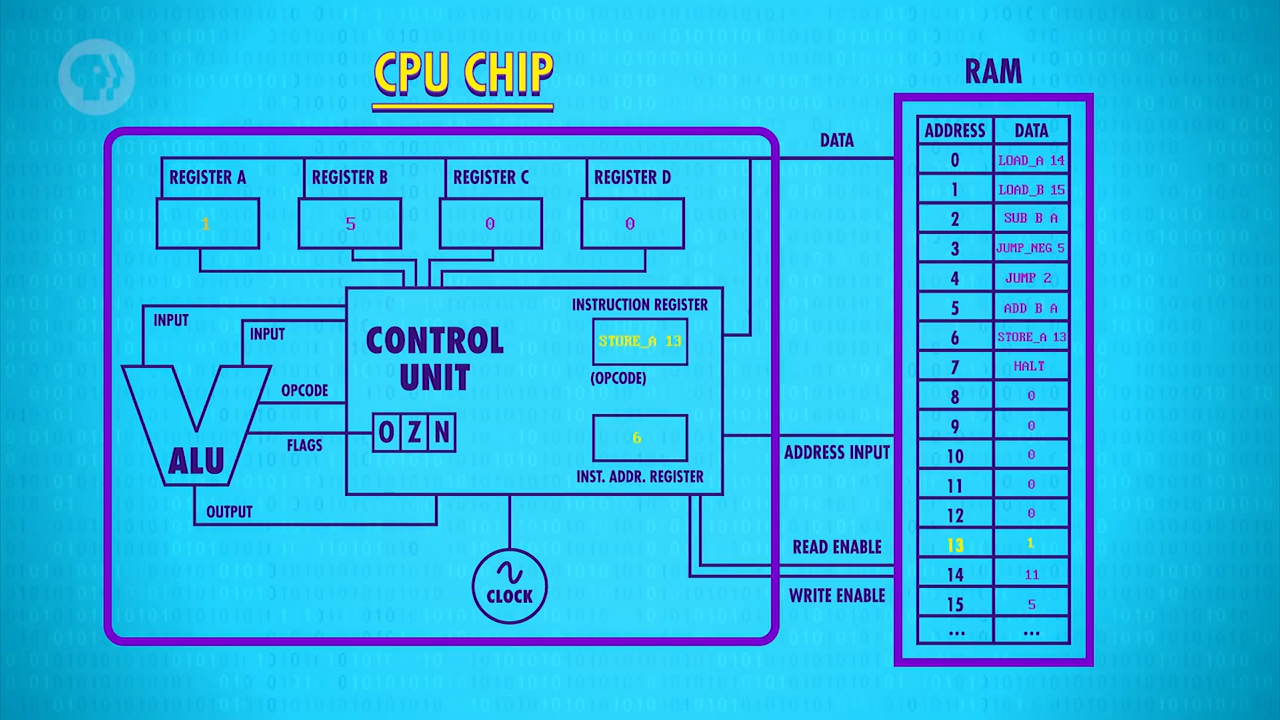 CPU CHIP
RAM
DATA
ADDRESS DATA
REGISTER A REGISTER B REGISTER C REGISTER D
1 5 0 0
INSTRUCTION REGISTER
STORE_A 13
(OPCODE)
CONTROL
UNIT
INPUT
INPUT
OPCODE
FLAGS
O Z N
ALU
OUTPUT
6
INST. ADDR. REGISTER
CLOCK
ADDRESS INPUT
READ ENABLE
WRITE ENABLE
0 LOAD_A 14
1 LOAD_B 15
2 SUB B A
3 JUMP_NEG 5
4 JUMP 2
5 ADD B A
6 STORE_A 13
7 HALT
8 0
9 0
10 0
11 0
12 0
13 1
14 11
15 5
... ...